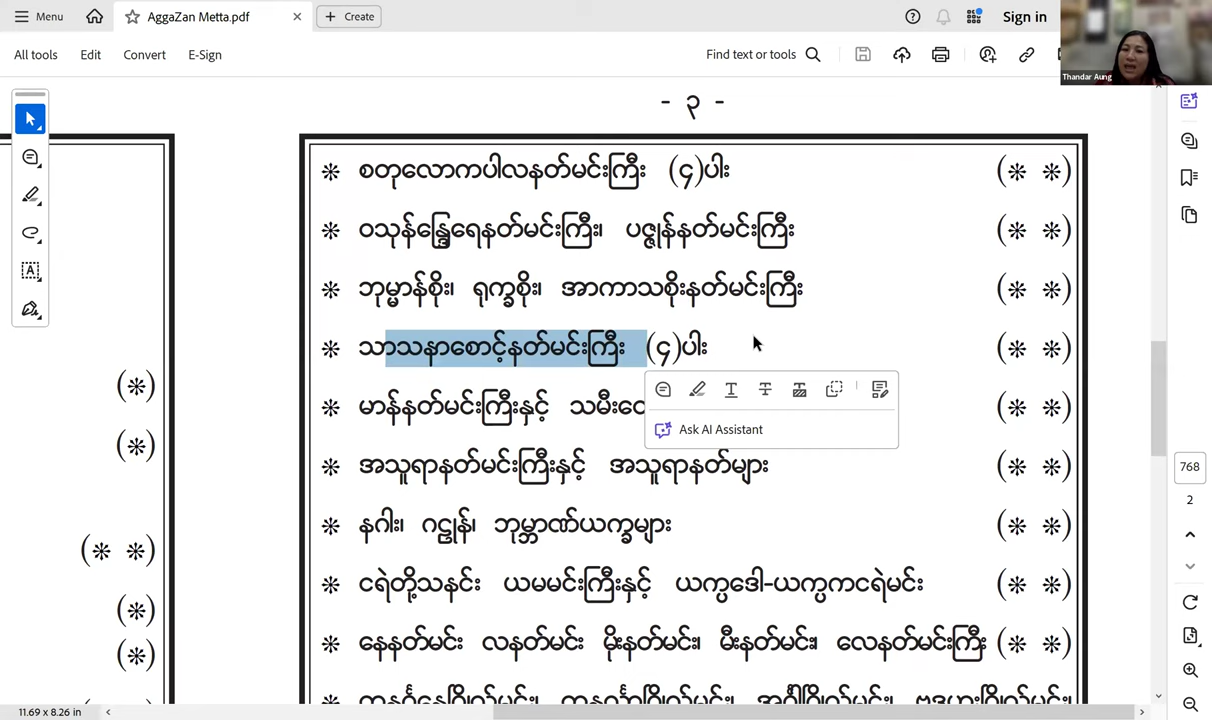 Menu
AggaZan Metta.pdf
Create
Sign in
All tools
Edit
Convert
E-Sign
Find text or tools
Thandar Aung
- ၃ -
* စတုလောကပါလနတ်မင်းကြီး (၄)ပါး (* *)
* ဝသုန်ဒြေရေနတ်မင်းကြီး၊ ပဇ္ဇုန်နတ်မင်းကြီး (* *)
* ဘုမ္မာန်စိုး၊ ရုက္ခစိုး၊ အာကာသစိုးနတ်မင်းကြီး (* *)
* သာသနာစောင့်နတ်မင်းကြီး (၄)ပါး (* *)
* မာန်နတ်မင်းကြီးနှင့် (* *)
* အသူရာနတ်မင်းကြီးနှင့် အသူရာနတ်များ (* *)
* နဂါး၊ ဂဠုန်၊ ဘုမ္ဘာဏ်ယက္ခများ (* *)
* ငရဲတို့သနင်း ယမမင်းကြီးနှင့် ယက္ပဒေါ-ယက္ပကငရဲမင်း (* *)
* နေနတ်မင်း လနတ်မင်း မိုးနတ်မင်း၊ မီးနတ်မင်း၊ လေနတ်မင်းကြီး (* *)
(*)
(*)
(* *)
(*)
(*)
Ask AI Assistant
768
2
11.69 x 8.26 in